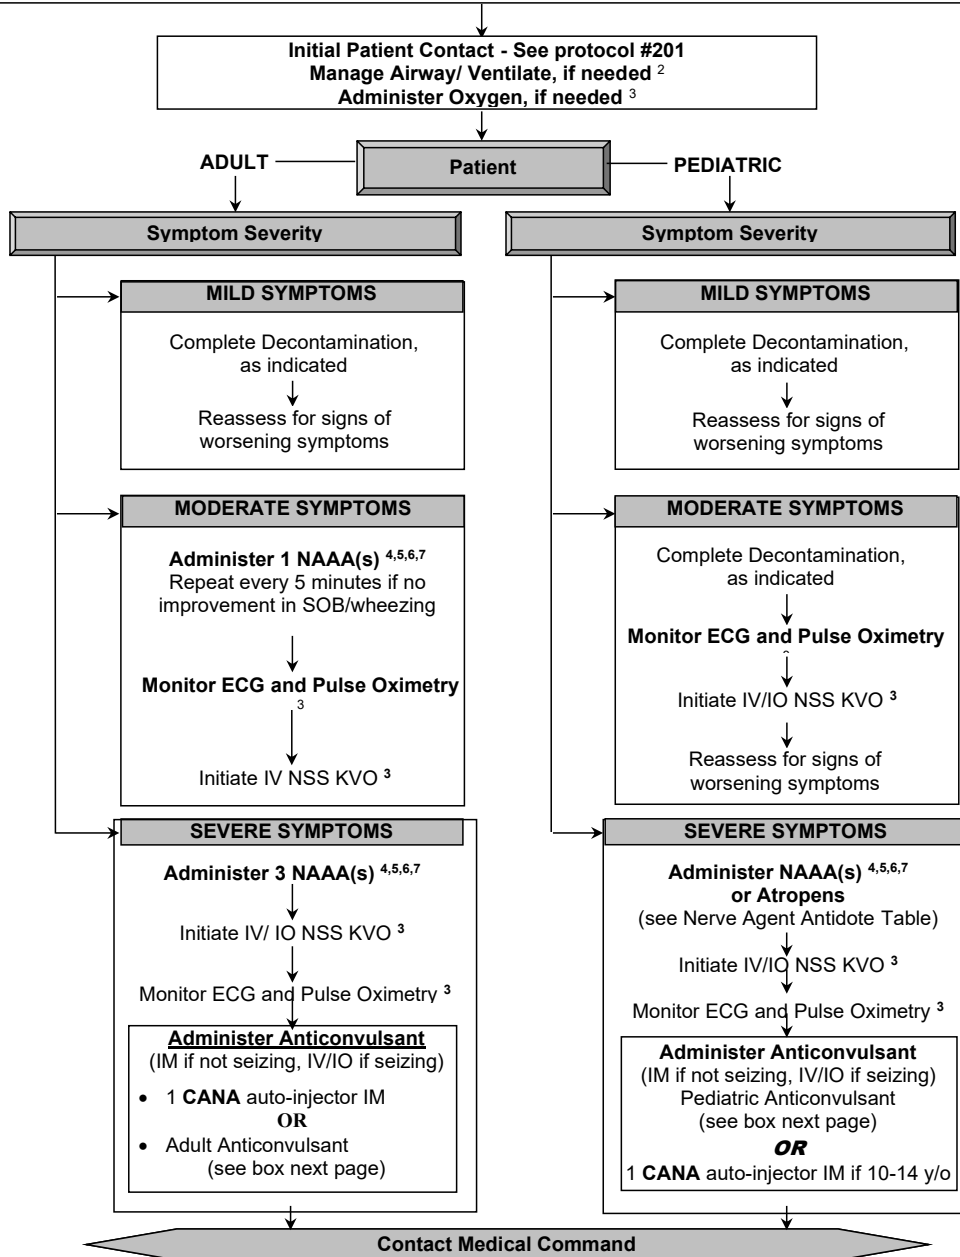 Initial Patient Contact - See protocol #201
Manage Airway/ Ventilate, if needed 2
Administer Oxygen, if needed 3
ADULT
Patient
PEDIATRIC
Symptom Severity
MILD SYMPTOMS
Complete Decontamination,
as indicated
Reassess for signs of
worsening symptoms
MODERATE SYMPTOMS
Administer 1 NAAA(s) 4,5,6,7
Repeat every 5 minutes if no
improvement in SOB/wheezing
Monitor ECG and Pulse Oximetry
3
Initiate IV NSS KVO 3
SEVERE SYMPTOMS
Administer 3 NAAA(s) 4,5,6,7
Initiate IV/ IO NSS KVO 3
Monitor ECG and Pulse Oximetry 3
Administer Anticonvulsant
(IM if not seizing, IV/IO if seizing)
• 1 CANA auto-injector IM
OR
• Adult Anticonvulsant
(see box next page)
Symptom Severity
MILD SYMPTOMS
Complete Decontamination,
as indicated
Reassess for signs of
worsening symptoms
MODERATE SYMPTOMS
Complete Decontamination,
as indicated
Monitor ECG and Pulse Oximetry
Initiate IV/IO NSS KVO 3
Reassess for signs of
worsening symptoms
SEVERE SYMPTOMS
Administer NAAA(s) 4,5,6,7
or Atropens
(see Nerve Agent Antidote Table)
Initiate IV/IO NSS KVO 3
Monitor ECG and Pulse Oximetry 3
Administer Anticonvulsant
(IM if not seizing, IV/IO if seizing)
Pediatric Anticonvulsant
(see box next page)
OR
1 CANA auto-injector IM if 10-14 y/o
Contact Medical Command